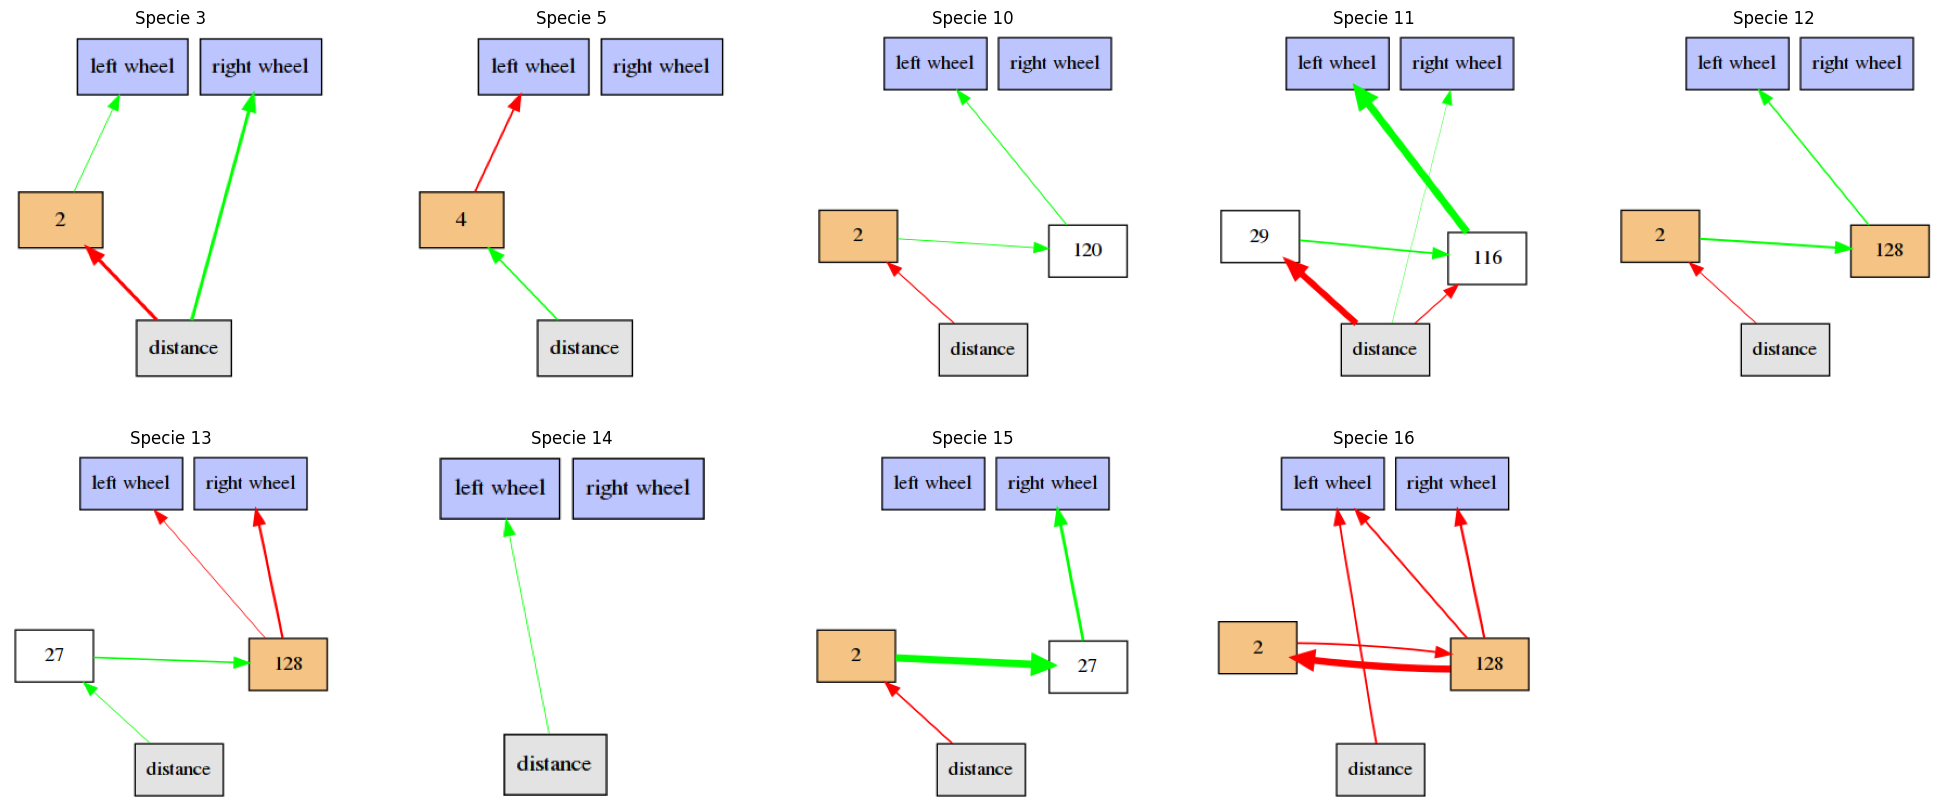 Specie 3
left wheel right wheel
2
distance
Specie 5
left wheel right wheel
4
distance
Specie 10
left wheel right wheel
2
120
distance
Specie 11
left wheel right wheel
29
116
distance
Specie 12
left wheel right wheel
2
128
distance
Specie 13
left wheel right wheel
27
128
distance
Specie 14
left wheel right wheel
distance
Specie 15
left wheel right wheel
2
27
distance
Specie 16
left wheel right wheel
2
128
distance